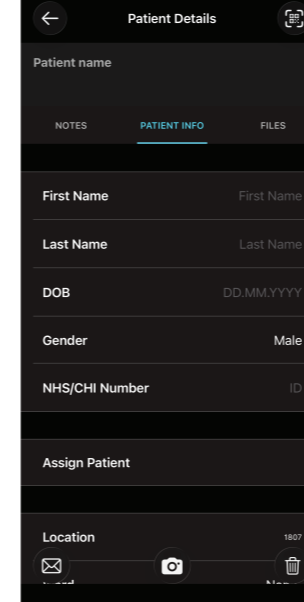 Patient Details
Patient name
NOTES PATIENT INFO FILES
First Name First Name
Last Name Last Name
DOB DD.MM.YYYY
Gender Male
NHS/CHI Number ID
Assign Patient
Location 1807